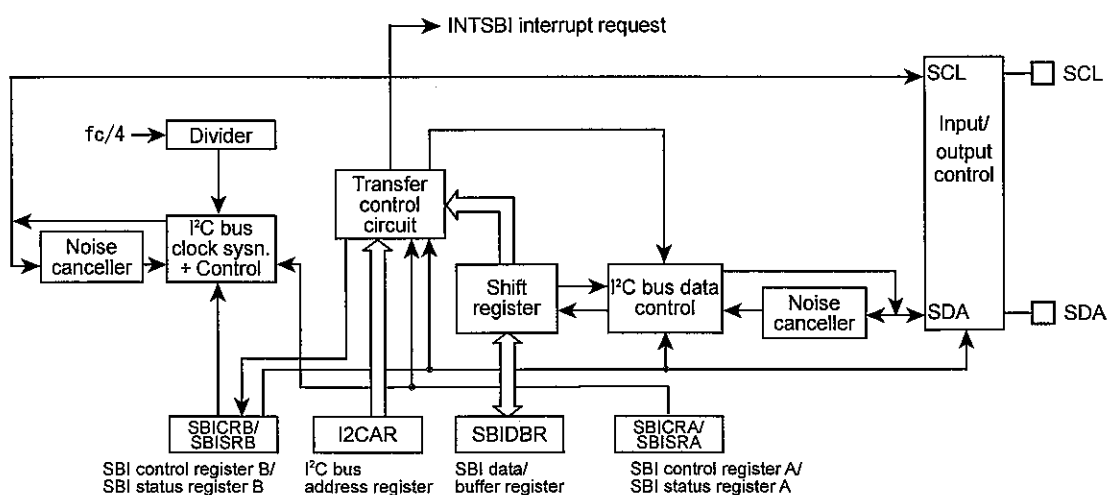 INTSBI interrupt request
SCL
SCL
fc/4
Divider
Input/
output
control
Transfer
control
circuit
I²C bus
clock sysn.
+ Control
Noise
canceller
Shift
register
I²C bus data
control
Noise
canceller
SDA
SDA
SBICRB/
SBISRB
I2CAR
SBIDBR
SBICRA/
SBISRA
SBI control register B/
SBI status register B
I²C bus
address register
SBI data/
buffer register
SBI control register A/
SBI status register A